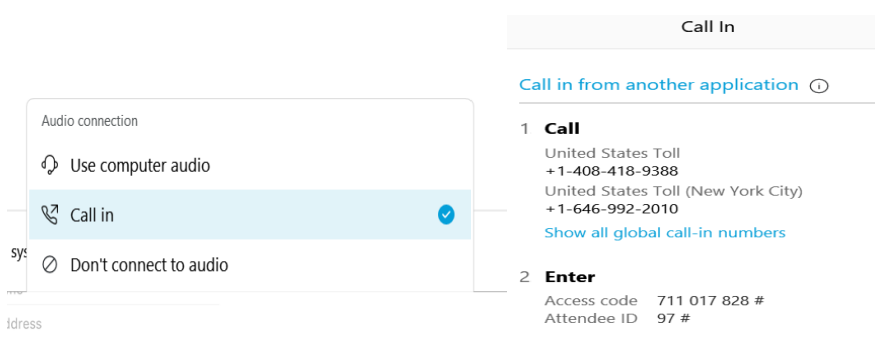 Audio connection
Use computer audio
Call in
Don't connect to audio
sys
ddress
Call In
Call in from another application
1 Call
United States Toll
+1-408-418-9388
United States Toll (New York City)
+1-646-992-2010
Show all global call-in numbers
2 Enter
Access code 711 017 828 #
Attendee ID 97 #